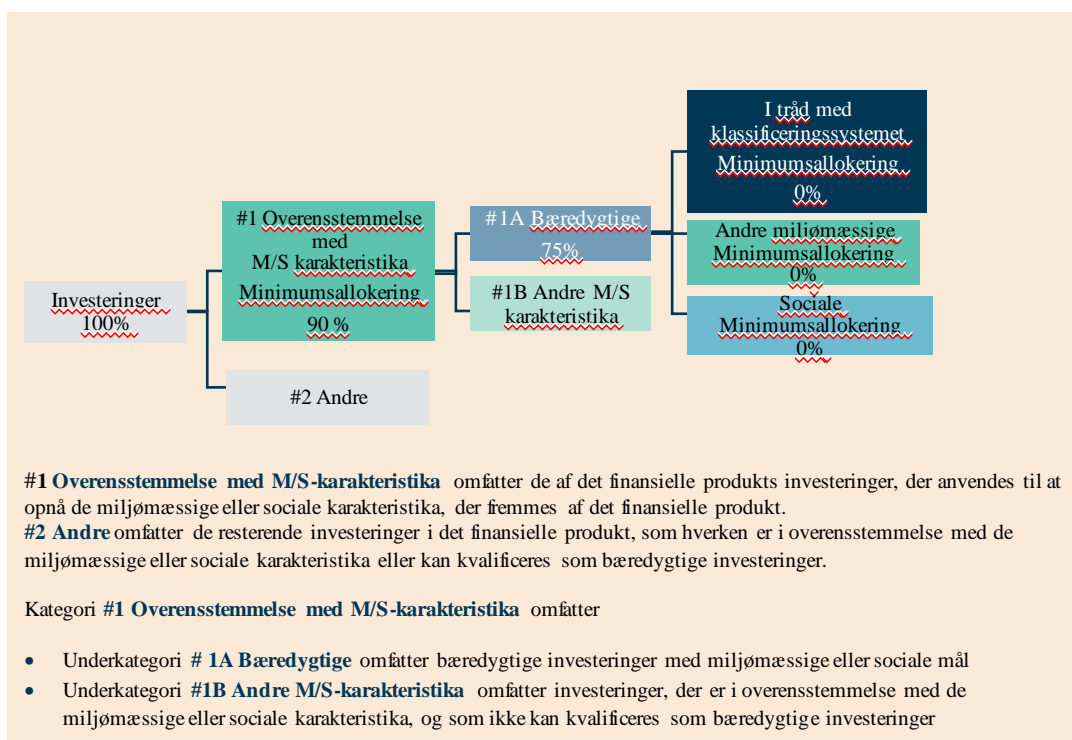 Investeringer
100%
#1 Overensstemmelse
med
M/S karakteristika
Minimumsallokering
90 %
#2 Andre
#1A Bæredygtige
75%
#1B Andre M/S
karakteristika
I tråd med
klassificeringssystemet
Minimumsallokering
0%
Andre miljømæssige
Minimumsallokering
0%
Sociale
Minimumsallokering
0%
#1 Overensstemmelse med M/S-karakteristika omfatter de af det finansielle produkts investeringer, der anvendes til at
opnå de miljømæssige eller sociale karakteristika, der fremmes af det finansielle produkt.
#2 Andre omfatter de resterende investeringer i det finansielle produkt, som hverken er i overensstemmelse med de
miljømæssige eller sociale karakteristika eller kan kvalificeres som bæredygtige investeringer.
Kategori #1 Overensstemmelse med M/S-karakteristika omfatter
• Underkategori # 1A Bæredygtige omfatter bæredygtige investeringer med miljømæssige eller sociale mål
• Underkategori #1B Andre M/S-karakteristika omfatter investeringer, der er i overensstemmelse med de
miljømæssige eller sociale karakteristika, og som ikke kan kvalificeres som bæredygtige investeringer